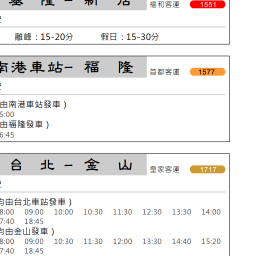 基 隆 - 新 店 福和客運 1551
離峰：15-20分 假日：15-30分
南港車站- 福 隆 首都客運 1577
由南港車站發車）
5:00
由福隆發車）
6:45
台 北 - 金 山 皇家客運 1717
均由台北車站發車）
8:00 09:00 10:00 10:30 11:30 12:30 13:30 14:00
7:40 18:45
均由金山發車）
8:00 09:00 10:30 11:30 12:00 13:30 14:40 15:20
7:40 18:45